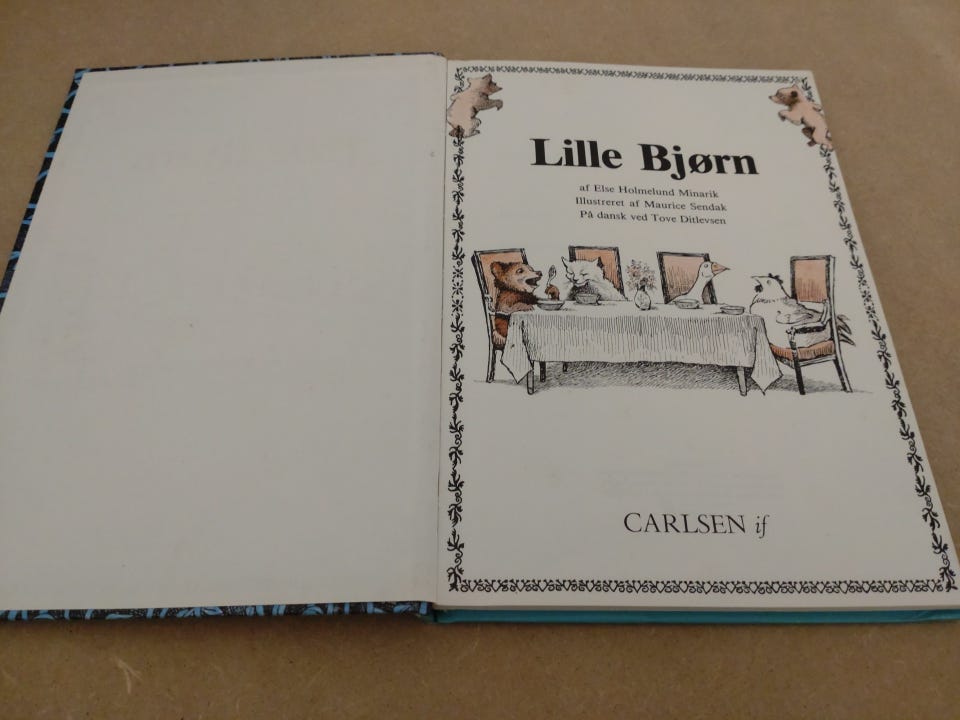 Lille Bjørn
af Else Holmelund Minarik
Illustreret af Maurice Sendak
På dansk ved Tove Ditlevsen
CARLSEN if